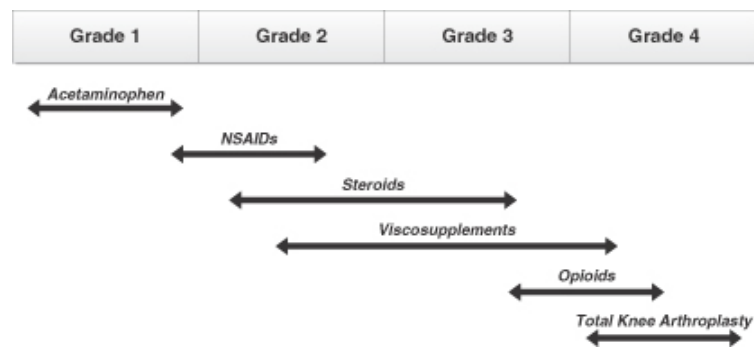 Grade 1 Grade 2 Grade 3 Grade 4
Acetaminophen
NSAIDs
Steroids
Viscosupplements
Opioids
Total Knee Arthroplasty